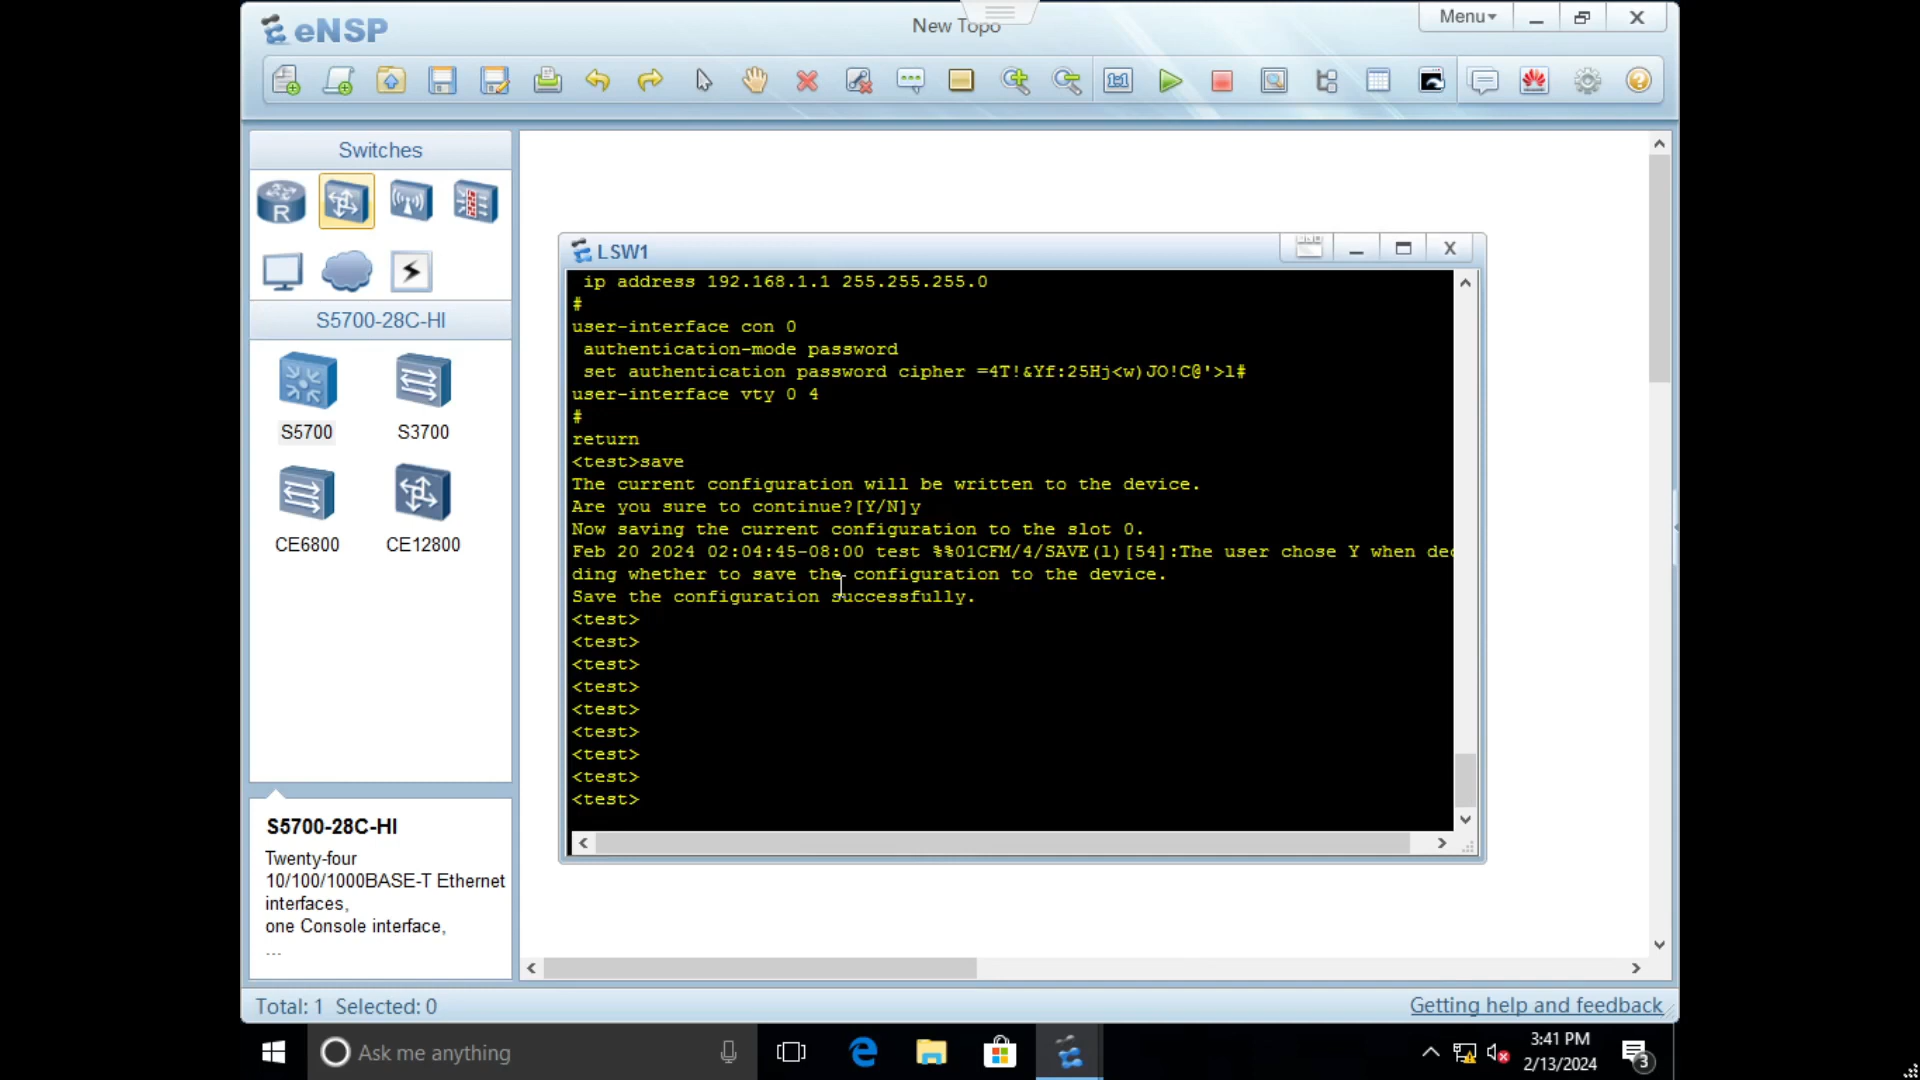 eNSP
New Topo
Menu
Switches
R
S5700-28C-HI
S5700
S3700
CE6800
CE12800
S5700-28C-HI
Twenty-four
10/100/1000BASE-T Ethernet
interfaces,
one Console interface,
...
LSW1
ip address 192.168.1.1 255.255.255.0
#
user-interface con 0
authentication-mode password
set authentication password cipher =4T!&Yf:25Hj<w)JO!C@'>l#
user-interface vty 0 4
#
return
<test>save
The current configuration will be written to the device.
Are you sure to continue?[Y/N]y
Now saving the current configuration to the slot 0.
Feb 20 2024 02:04:45-08:00 test %%01CFM/4/SAVE(l)[54]:The user chose Y when dec
ding whether to save the configuration to the device.
Save the configuration successfully.
<test>
<test>
<test>
<test>
<test>
<test>
<test>
<test>
<test>
Total: 1 Selected: 0
Getting help and feedback
Ask me anything
3:41 PM
2/13/2024
3